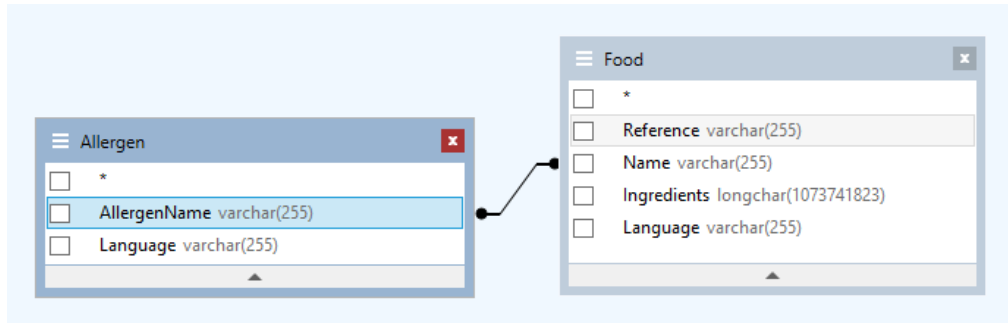 Allergen
*
AllergenName varchar(255)
Language varchar(255)
Food
*
Reference varchar(255)
Name varchar(255)
Ingredients longchar(1073741823)
Language varchar(255)